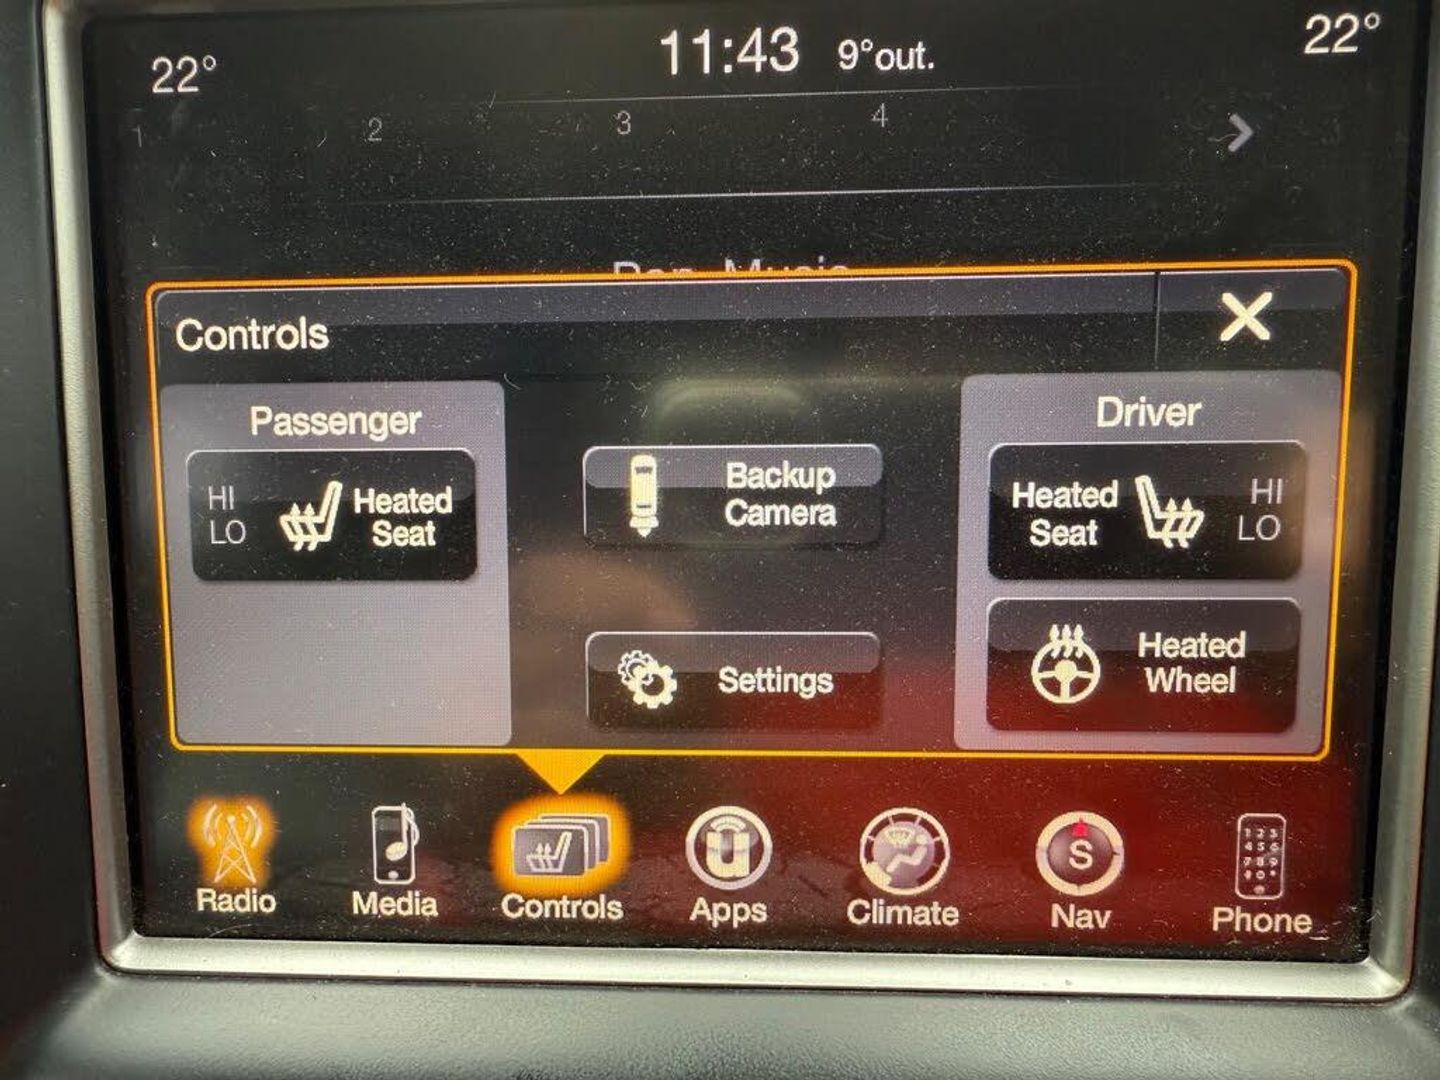 22° 11:43 9°out. 22°
1 2 3 4
Controls
Passenger
HI
LO
Heated
Seat
Backup
Camera
Settings
Driver
Heated
Seat
HI
LO
Heated
Wheel
Radio Media Controls Apps Climate S Nav Phone